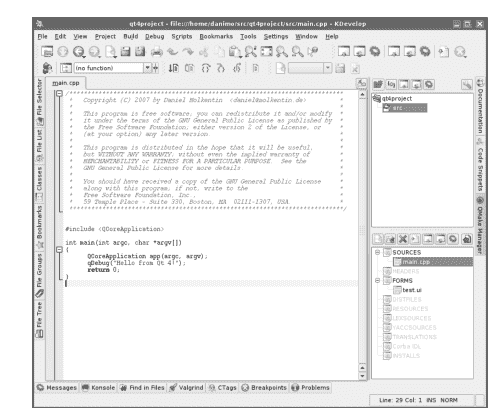 qt4project - file:///home/danimo/src/qt4project/src/main.cpp - KDevelop
File Edit View Project Build Debug Scripts Bookmarks Tools Settings Window Help
(no function)
main.cpp
/***
* Copyright (C) 2007 by Daniel Molkentin <danimo@molkentin.de> *
* This program is free software; you can redistribute it and/or modify *
* it under the terms of the GNU General Public License as published by *
* the Free Software Foundation; either version 2 of the License, or *
* (at your option) any later version. *
* This program is distributed in the hope that it will be useful, *
* but WITHOUT ANY WARRANTY; without even the implied warranty of *
* MERCHANTABILITY or FITNESS FOR A PARTICULAR PURPOSE. See the *
* GNU General Public License for more details *
* You should have received a copy of the GNU General Public License *
* along with this program; if not, write to the *
* Free Software Foundation, Inc., *
* 59 Temple Place - Suite 330, Boston, MA 02111-1307, USA *
#include <QCoreApplication>
int main(int argc, char *argv[])
{
QCoreApplication app(argc, argv);
qDebug("Hello from Qt 4!");
return 0;
}
File Selector
File List
Classes
Bookmarks
File Groups
File Tree
qt4project
src
SOURCES
main.cpp
HEADERS
FORMS
test.ui
DISTFILES
RESOURCES
LEXSOURCES
YACCSOURCES
TRANSLATIONS
Corba IDL
INSTALLS
Documentation
Code Snippets
QMake Manager
Messages Konsole Find in Files Valgrind CTags Breakpoints Problems
Line: 29 Col: 1 INS NORM